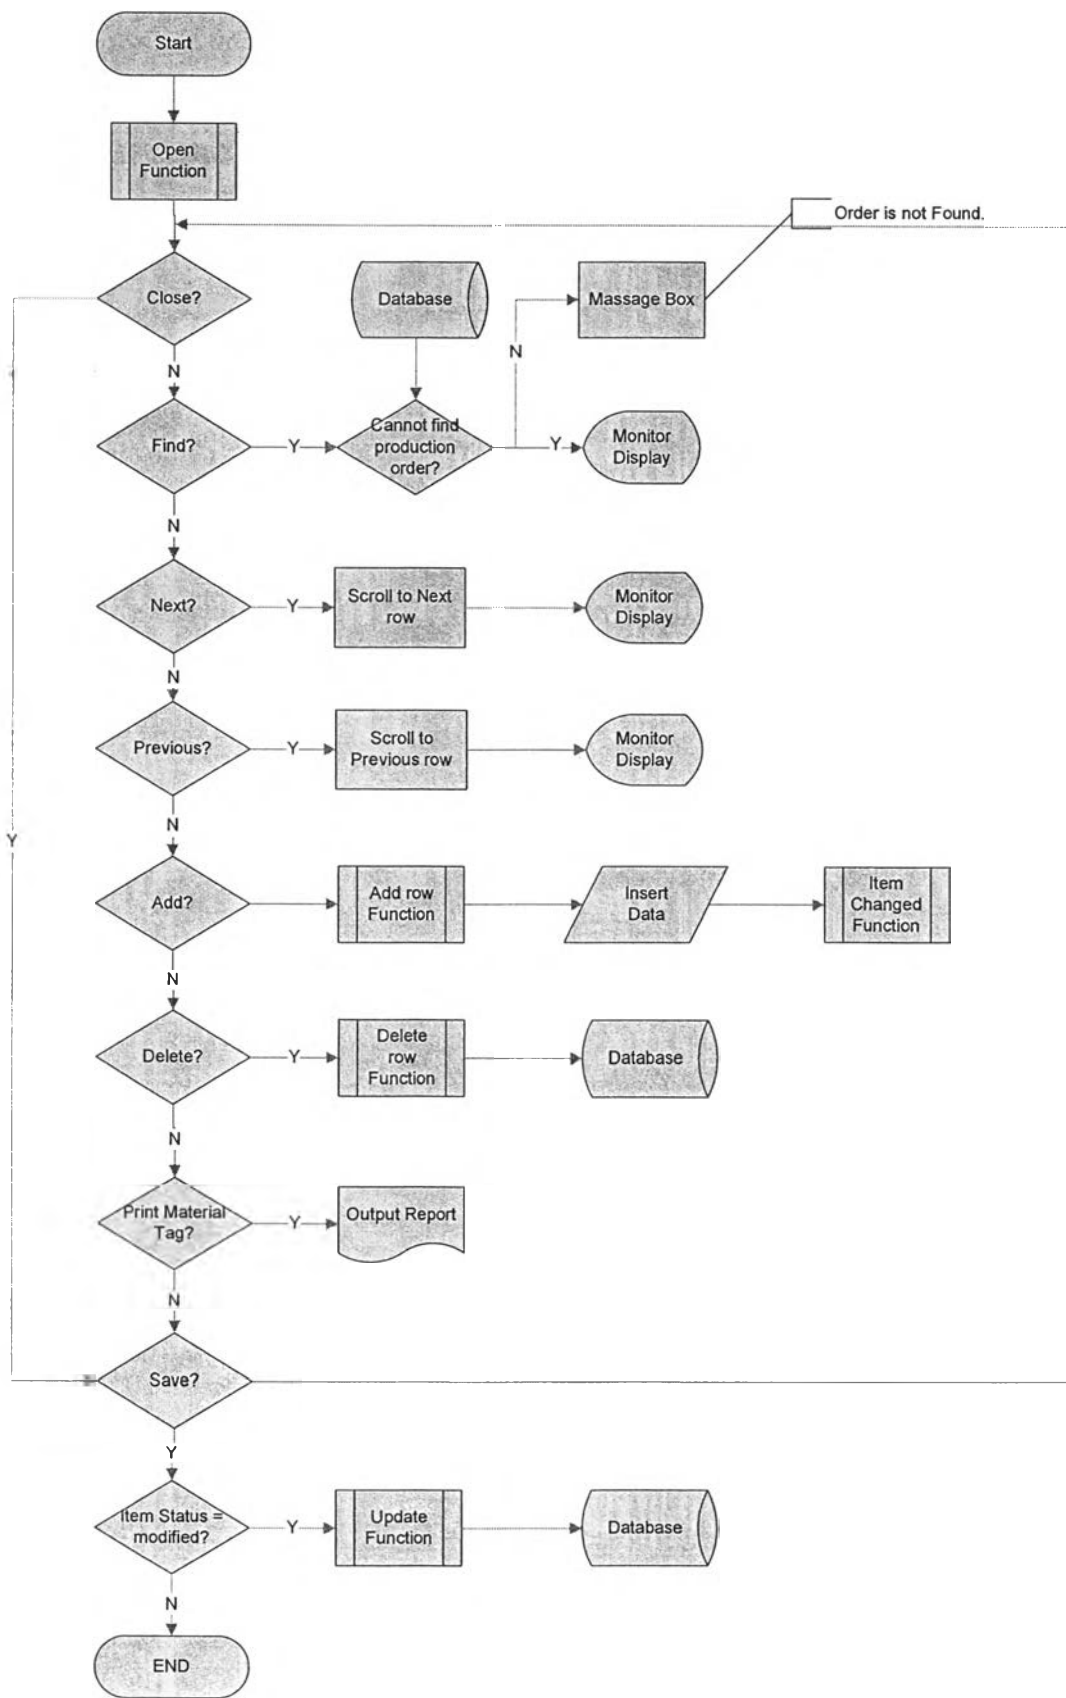 Start
Open
Function
Order is not Found.
Close?
Database
Massage Box
N
N
Find?
Y
Cannot find
production
order?
Y
Monitor
Display
N
Next?
Y
Scroll to Next
row
Monitor
Display
N
Previous?
Y
Scroll to
Previous row
Monitor
Display
N
Y
Add?
Add row
Function
Insert
Data
Item
Changed
Function
N
Delete?
Y
Delete
row
Function
Database
N
Print Material
Tag?
Y
Output Report
N
Save?
Y
Item Status =
modified?
Y
Update
Function
Database
N
END